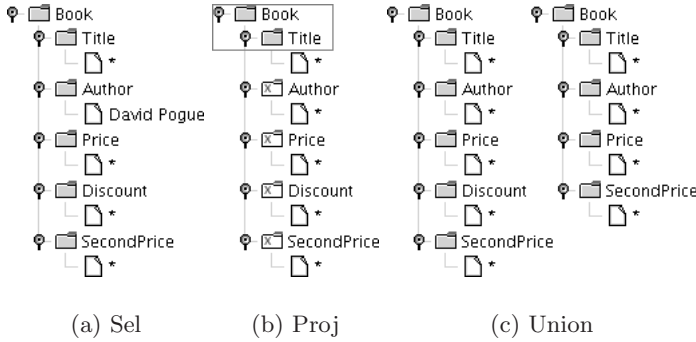 Book
Title
*
Author
David Pogue
Price
*
Discount
*
SecondPrice
*
(a) Sel
Book
Title
*
x Author
*
x Price
*
x Discount
*
x SecondPrice
*
(b) Proj
Book
Title
*
Author
*
Price
*
Discount
*
SecondPrice
*
Book
Title
*
Author
*
Price
*
SecondPrice
*
(c) Union